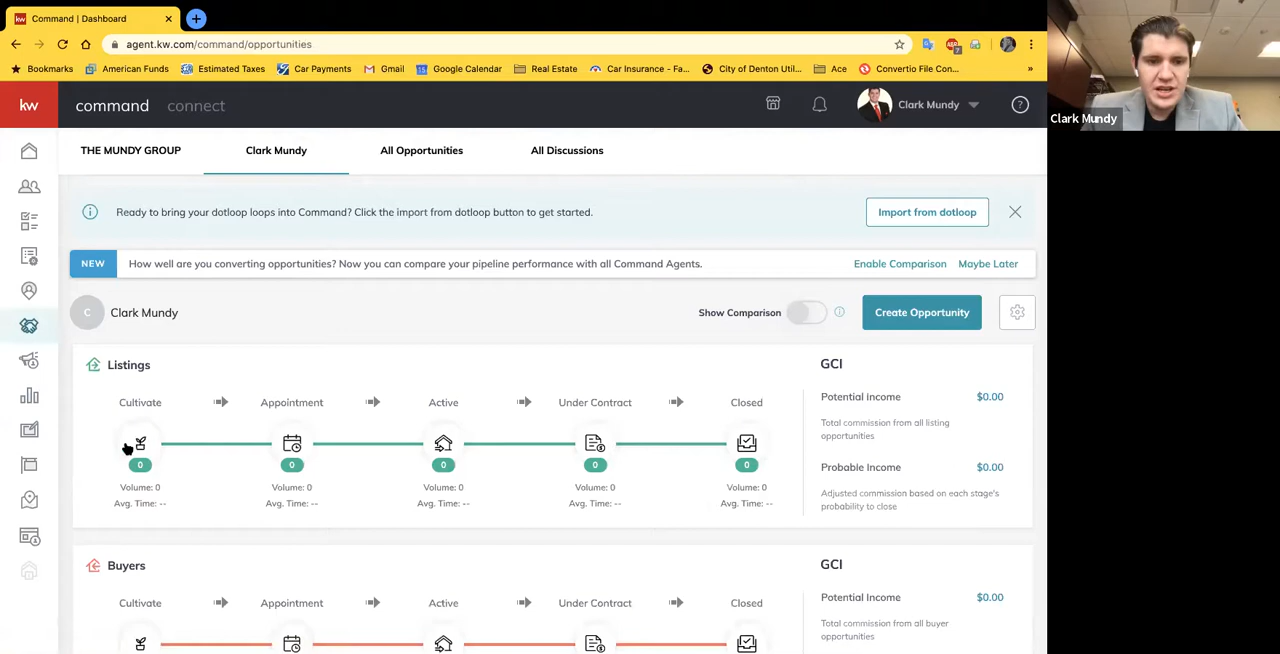 kw Command | Dashboard
agent.kw.com/command/opportunities
Bookmarks American Funds Estimated Taxes Car Payments Gmail Google Calendar Real Estate Car Insurance - Fa... City of Denton Util... Ace Convertio File Con... »
Clark Mundy
kw command connect Clark Mundy ?
THE MUNDY GROUP Clark Mundy All Opportunities All Discussions
Ready to bring your dotloop loops into Command? Click the import from dotloop button to get started. Import from dotloop
NEW How well are you converting opportunities? Now you can compare your pipeline performance with all Command Agents. Enable Comparison Maybe Later
C Clark Mundy Show Comparison Create Opportunity
Listings GCI
Cultivate Appointment Active Under Contract Closed
Potential Income $0.00
Total commission from all listing
opportunities
0 0 0 0 0
Probable Income $0.00
Volume: 0 Volume: 0 Volume: 0 Volume: 0 Volume: 0
Avg. Time: -- Avg. Time: -- Avg. Time: -- Avg. Time: -- Avg. Time: --
Adjusted commission based on each stage's
probability to close
Buyers GCI
Cultivate Appointment Active Under Contract Closed
Potential Income $0.00
Total commission from all buyer
opportunities